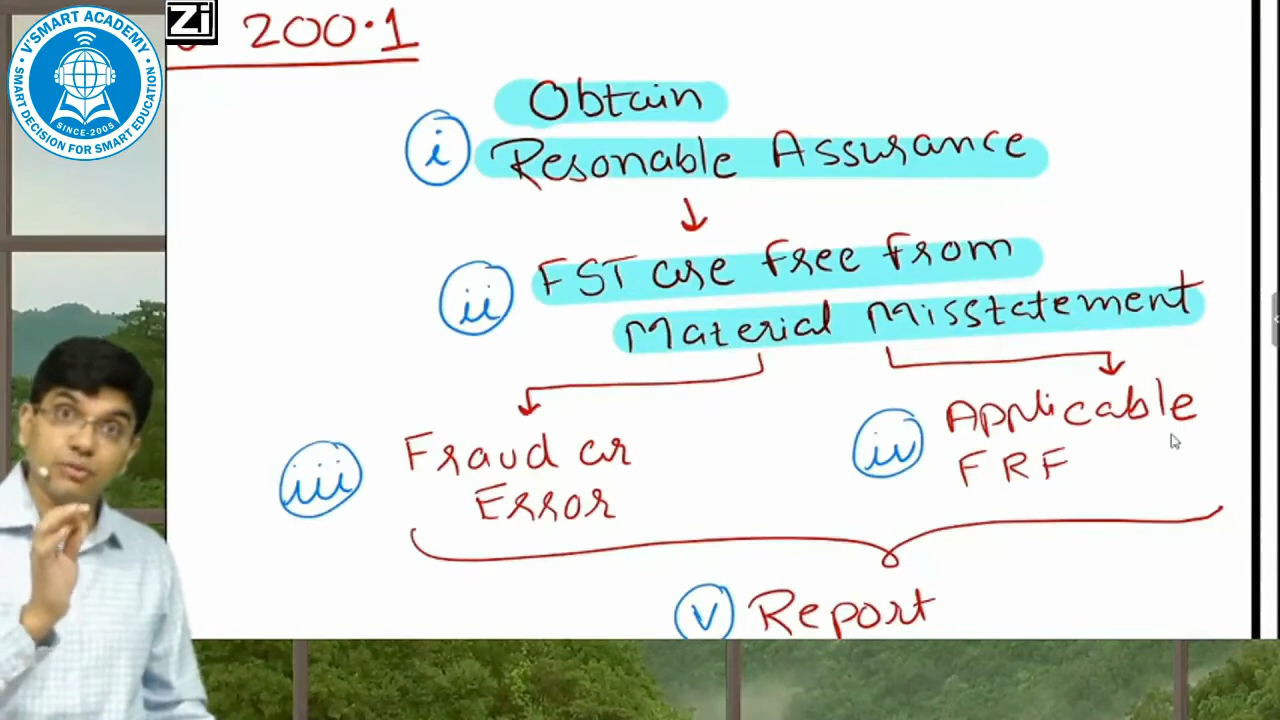 V'SMART ACADEMY
SINCE-2005
SMART DECISION FOR SMART EDUCATION
Zi
200.1
Obtain
i Resonable Assurance
ii FST are free from
Material Misstatement
iii Fraud or
Error
iv Applicable
FRF
v Report